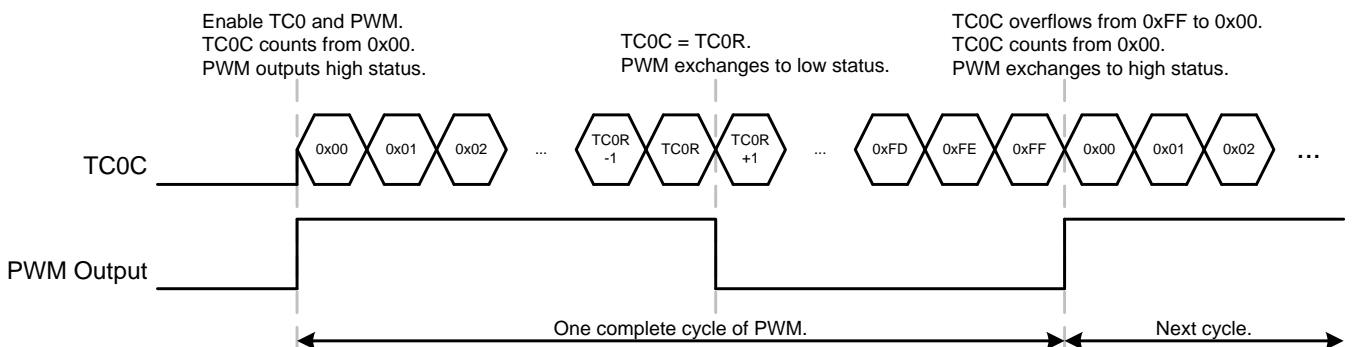 Enable TC0 and PWM.
TC0C counts from 0x00.
PWM outputs high status.
TC0C = TC0R.
PWM exchanges to low status.
TC0C overflows from 0xFF to 0x00.
TC0C counts from 0x00.
PWM exchanges to high status.
TC0C
0x00 0x01 0x02 ... TC0R
-1 TC0R TC0R
+1 ... 0xFD 0xFE 0xFF 0x00 0x01 0x02 ...
PWM Output
One complete cycle of PWM. Next cycle.